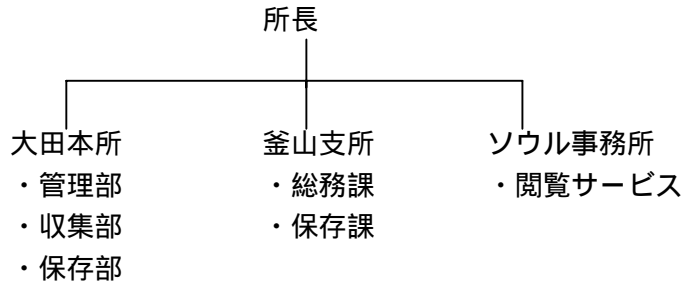 所長
大田本所
・管理部
・収集部
・保存部
釜山支所
・総務課
・保存課
ソウル事務所
・閲覧サービス